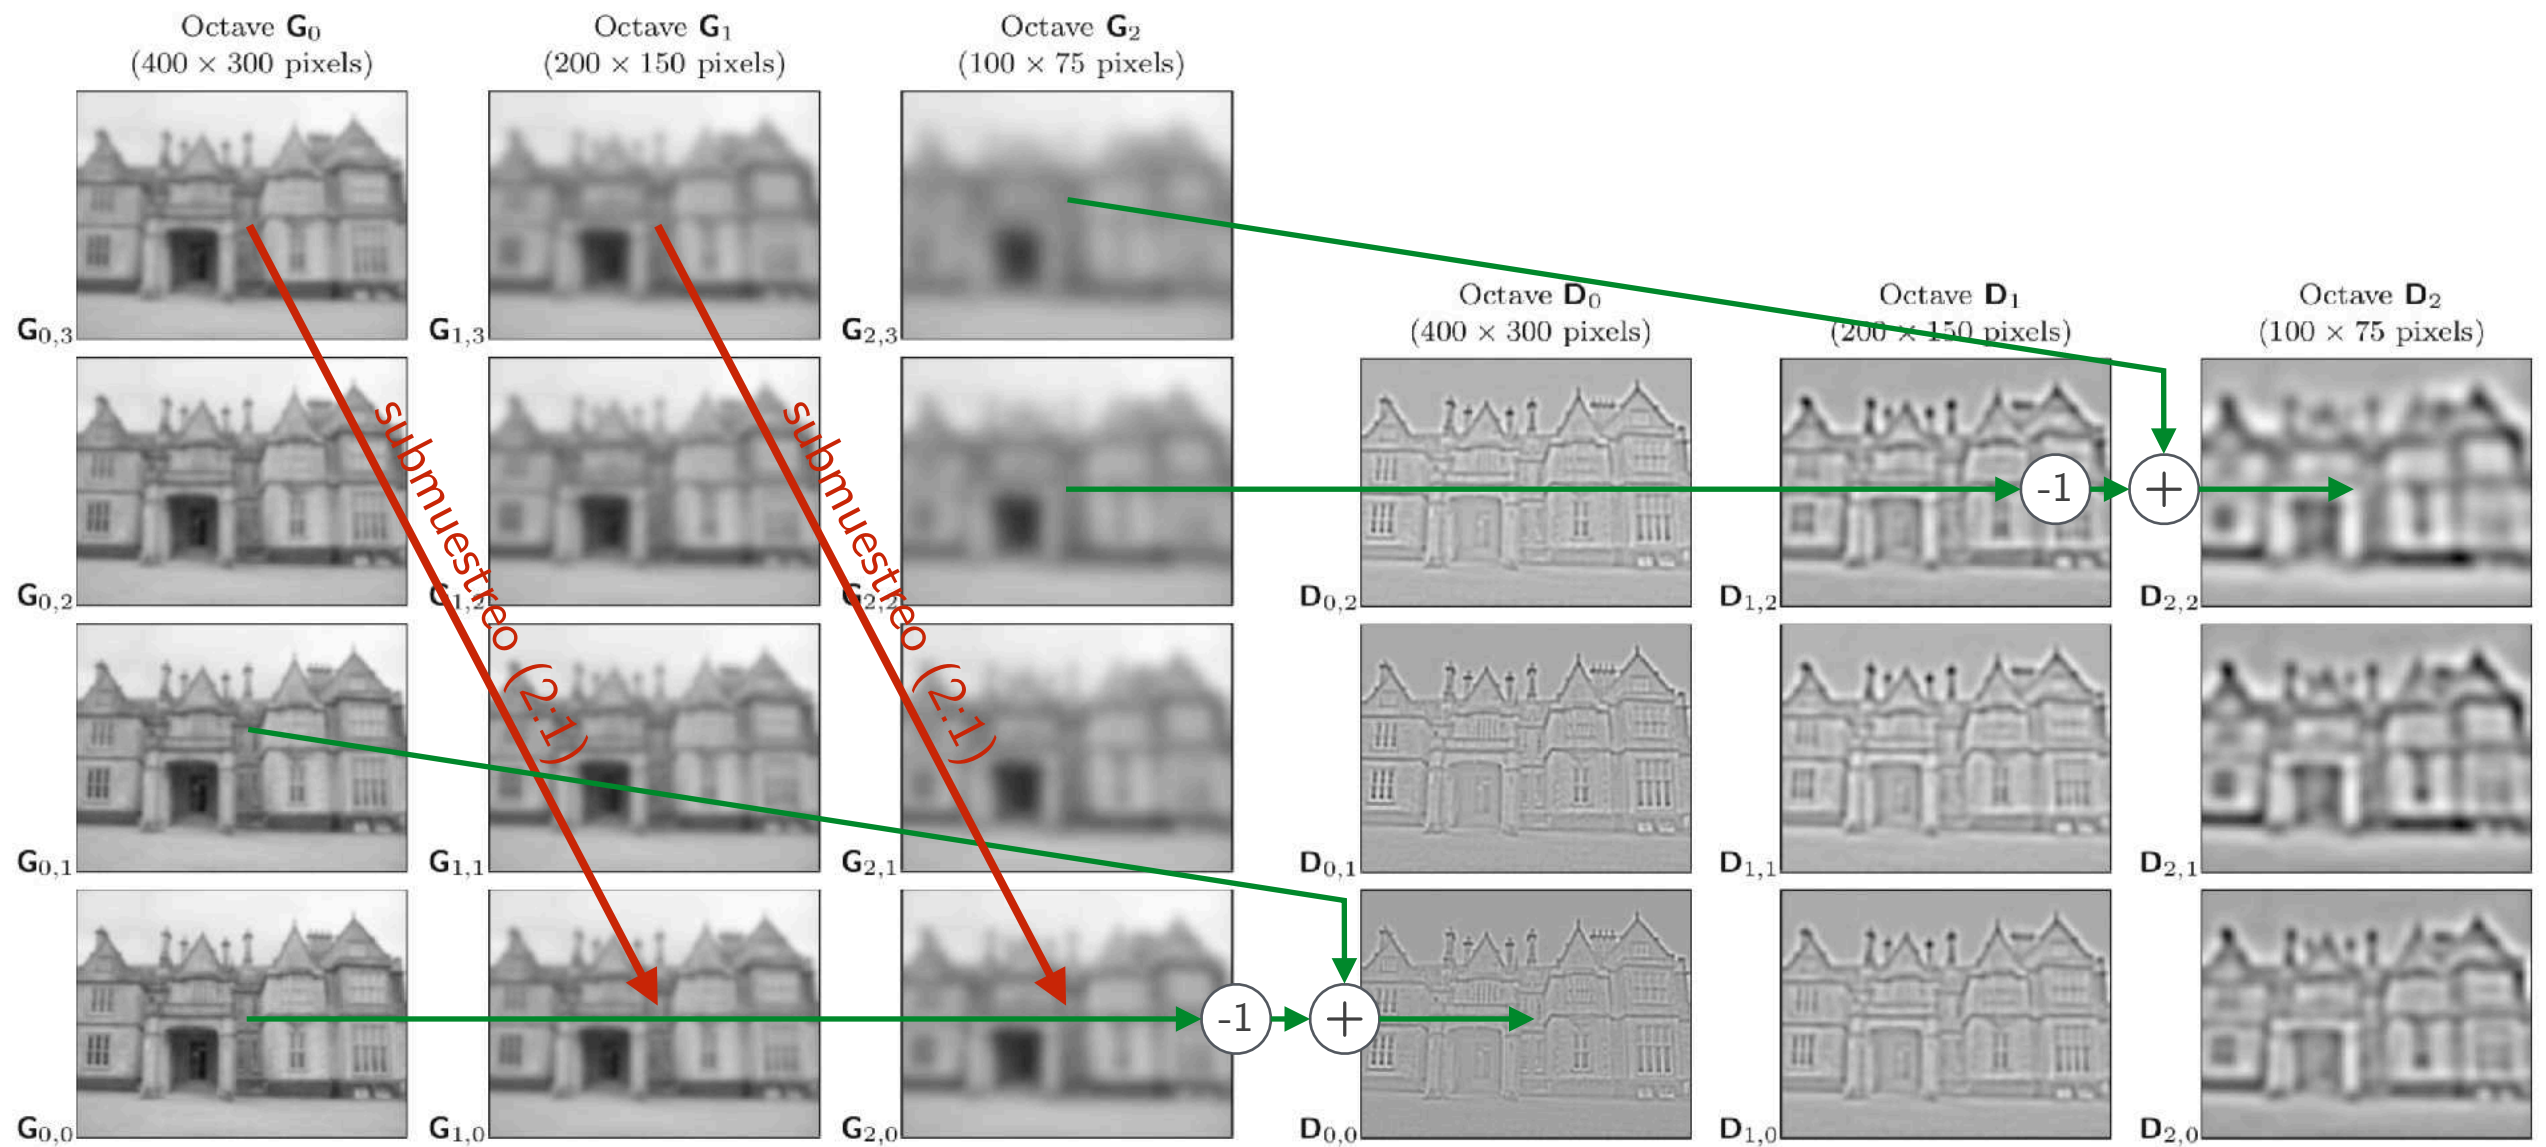 Octave G₀
(400 × 300 pixels)
Octave G₁
(200 × 150 pixels)
Octave G₂
(100 × 75 pixels)
G₀,₃
G₁,₃
G₂,₃
Octave D₀
(400 × 300 pixels)
Octave D₁
(200 × 150 pixels)
Octave D₂
(100 × 75 pixels)
submuestreo (2:1)
submuestreo (2:1)
-1
+
G₀,₂
G₁,₂
G₂,₂
D₀,₂
D₁,₂
D₂,₂
G₀,₁
G₁,₁
G₂,₁
D₀,₁
D₁,₁
D₂,₁
-1
+
G₀,₀
G₁,₀
G₂,₀
D₀,₀
D₁,₀
D₂,₀